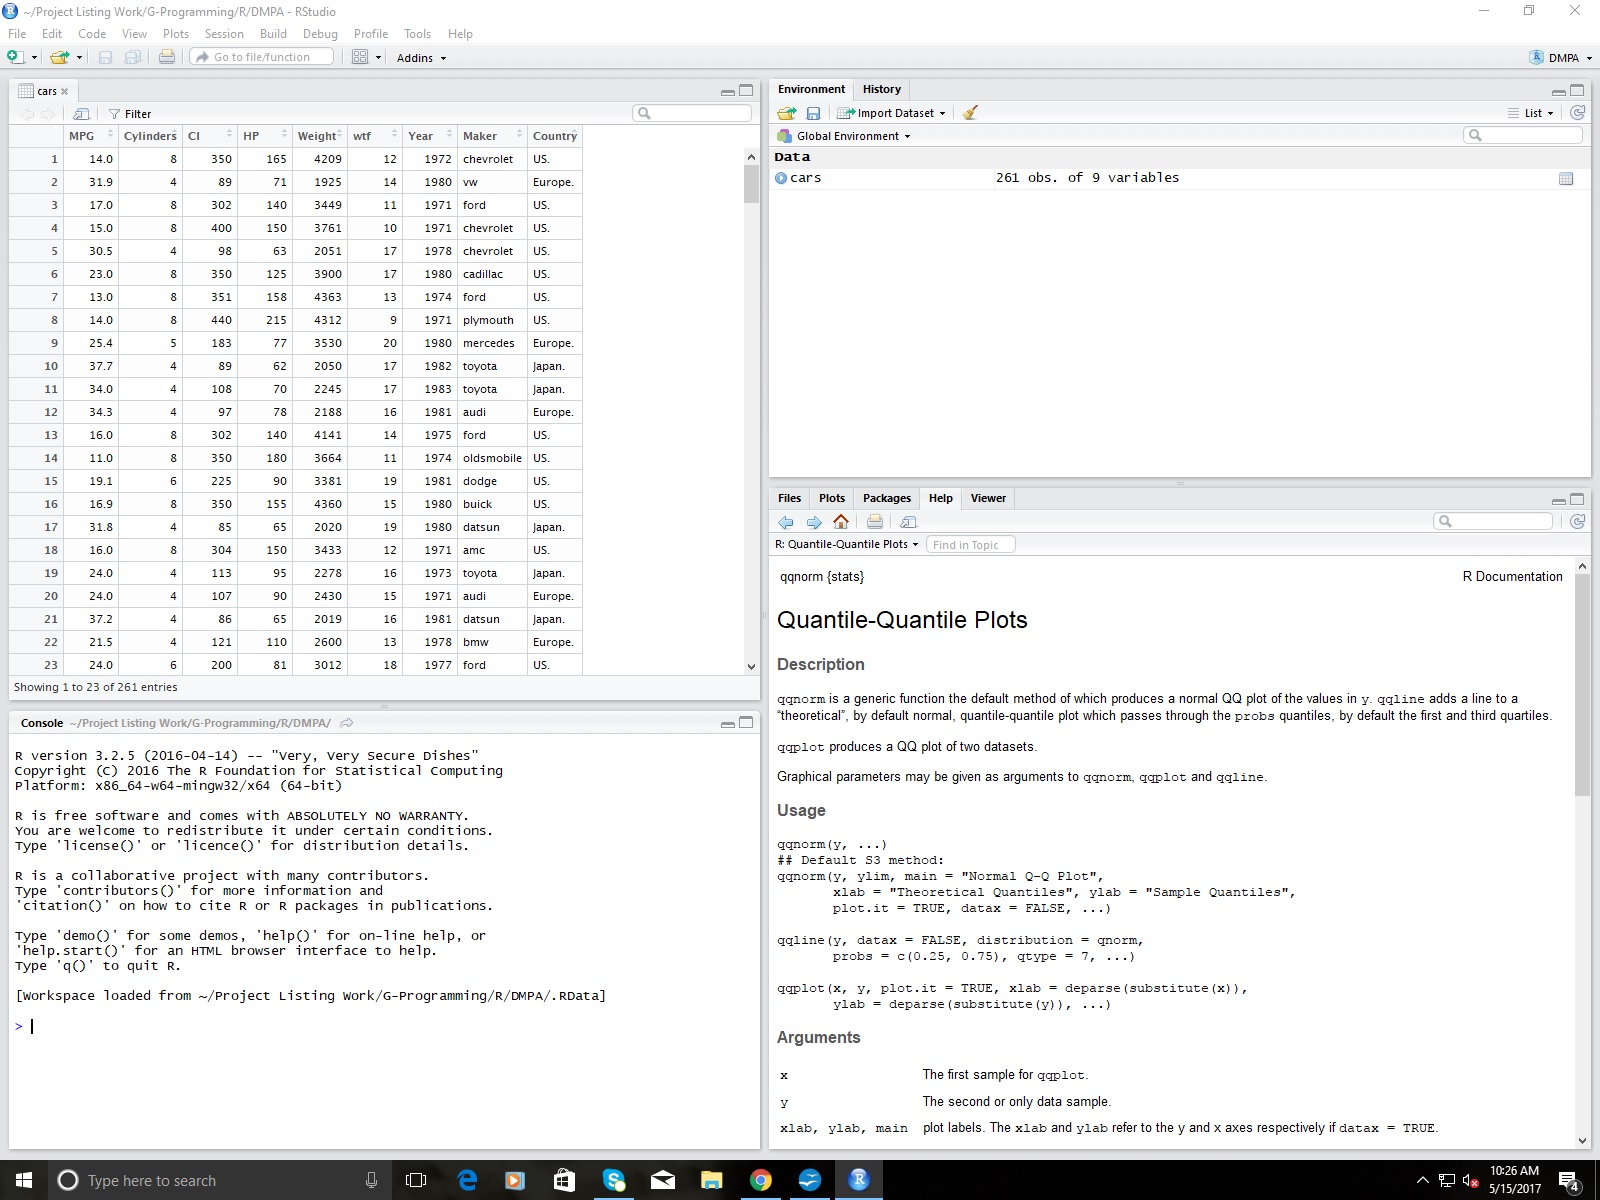 ~/Project Listing Work/G-Programming/R/DMPA - RStudio
File Edit Code View Plots Session Build Debug Profile Tools Help
Go to file/function Addins DMPA
cars
Filter
MPG Cylinders CI HP Weight wtf Year Maker Country
1 14.0 8 350 165 4209 12 1972 chevrolet US.
2 31.9 4 89 71 1925 14 1980 vw Europe.
3 17.0 8 302 140 3449 11 1971 ford US.
4 15.0 8 400 150 3761 10 1971 chevrolet US.
5 30.5 4 98 63 2051 17 1978 chevrolet US.
6 23.0 8 350 125 3900 17 1980 cadillac US.
7 13.0 8 351 158 4363 13 1974 ford US.
8 14.0 8 440 215 4312 9 1971 plymouth US.
9 25.4 5 183 77 3530 20 1980 mercedes Europe.
10 37.7 4 89 62 2050 17 1982 toyota Japan.
11 34.0 4 108 70 2245 17 1983 toyota Japan.
12 34.3 4 97 78 2188 16 1981 audi Europe.
13 16.0 8 302 140 4141 14 1975 ford US.
14 11.0 8 350 180 3664 11 1974 oldsmobile US.
15 19.1 6 225 90 3381 19 1981 dodge US.
16 16.9 8 350 155 4360 15 1980 buick US.
17 31.8 4 85 65 2020 19 1980 datsun Japan.
18 16.0 8 304 150 3433 12 1971 amc US.
19 24.0 4 113 95 2278 16 1973 toyota Japan.
20 24.0 4 107 90 2430 15 1971 audi Europe.
21 37.2 4 86 65 2019 16 1981 datsun Japan.
22 21.5 4 121 110 2600 13 1978 bmw Europe.
23 24.0 6 200 81 3012 18 1977 ford US.
Showing 1 to 23 of 261 entries
Console ~/Project Listing Work/G-Programming/R/DMPA/
R version 3.2.5 (2016-04-14) -- "Very, Very Secure Dishes"
Copyright (C) 2016 The R Foundation for Statistical Computing
Platform: x86_64-w64-mingw32/x64 (64-bit)
R is free software and comes with ABSOLUTELY NO WARRANTY.
You are welcome to redistribute it under certain conditions.
Type 'license()' or 'licence()' for distribution details.
R is a collaborative project with many contributors.
Type 'contributors()' for more information and
'citation()' on how to cite R or R packages in publications.
Type 'demo()' for some demos, 'help()' for on-line help, or
'help.start()' for an HTML browser interface to help.
Type 'q()' to quit R.
[Workspace loaded from ~/Project Listing Work/G-Programming/R/DMPA/.RData]
>
Environment History
Import Dataset List
Global Environment
Data
cars 261 obs. of 9 variables
Files Plots Packages Help Viewer
R: Quantile-Quantile Plots Find in Topic
qqnorm {stats} R Documentation
Quantile-Quantile Plots
Description
qqnorm is a generic function the default method of which produces a normal QQ plot of the values in y. qqline adds a line to a
“theoretical”, by default normal, quantile-quantile plot which passes through the probs quantiles, by default the first and third quartiles.
qqplot produces a QQ plot of two datasets.
Graphical parameters may be given as arguments to qqnorm, qqplot and qqline.
Usage
qqnorm(y, ...)
## Default S3 method:
qqnorm(y, ylim, main = "Normal Q-Q Plot",
xlab = "Theoretical Quantiles", ylab = "Sample Quantiles",
plot.it = TRUE, datax = FALSE, ...)
qqline(y, datax = FALSE, distribution = qnorm,
probs = c(0.25, 0.75), qtype = 7, ...)
qqplot(x, y, plot.it = TRUE, xlab = deparse(substitute(x)),
ylab = deparse(substitute(y)), ...)
Arguments
x The first sample for qqplot.
y The second or only data sample.
xlab, ylab, main plot labels. The xlab and ylab refer to the y and x axes respectively if datax = TRUE.
Type here to search
10:26 AM
5/15/2017
4